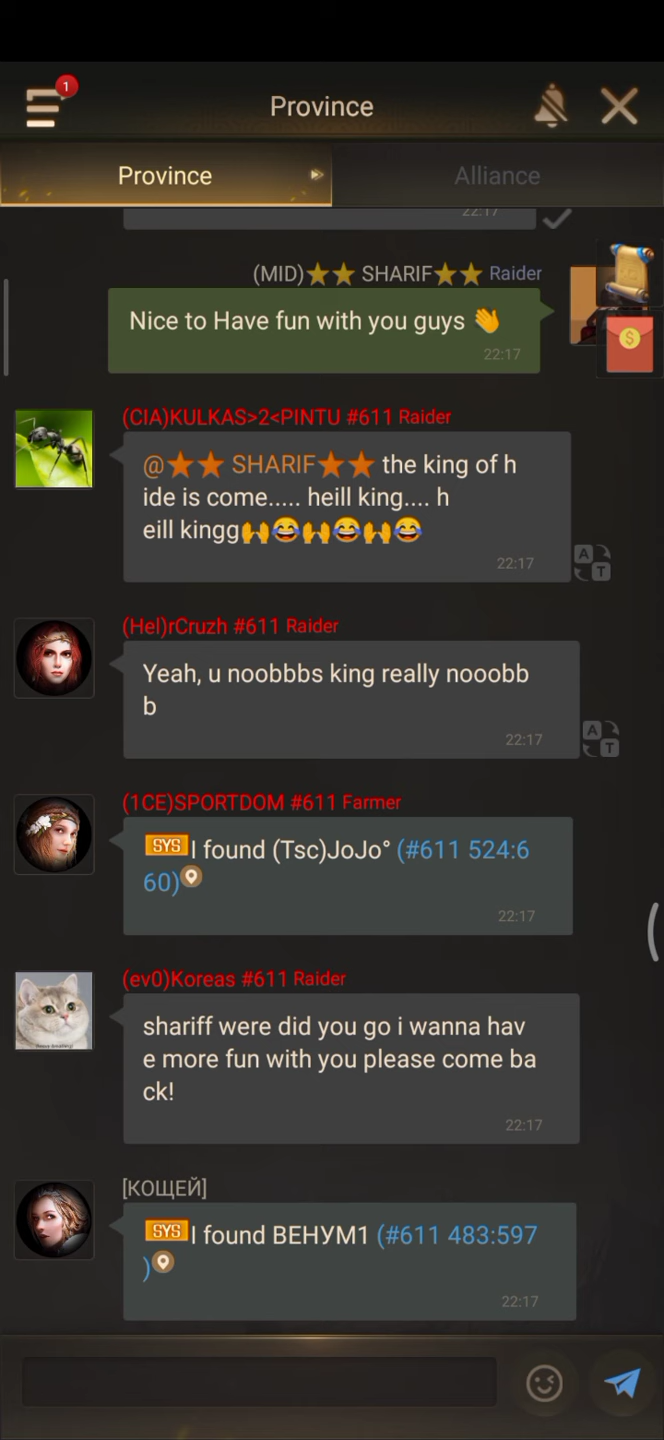 1
Province
Province
Alliance
22:17
(MID)★★ SHARIF★★ Raider
Nice to Have fun with you guys 👋
22:17
(CIA)KULKAS>2<PINTU #611 Raider
@★★ SHARIF★★ the king of h
ide is come..... heill king.... h
eill kingg🙌😂🙌😂🙌😂
22:17
(Hel)rCruzh #611 Raider
Yeah, u noobbbs king really nooobb
b
22:17
(1CE)SPORTDOM #611 Farmer
SYS I found (Tsc)JoJo° (#611 524:6
60)
22:17
(ev0)Koreas #611 Raider
shariff were did you go i wanna hav
e more fun with you please come ba
ck!
22:17
[КОЩЕЙ]
SYS I found ВЕНУМ1 (#611 483:597
)
22:17